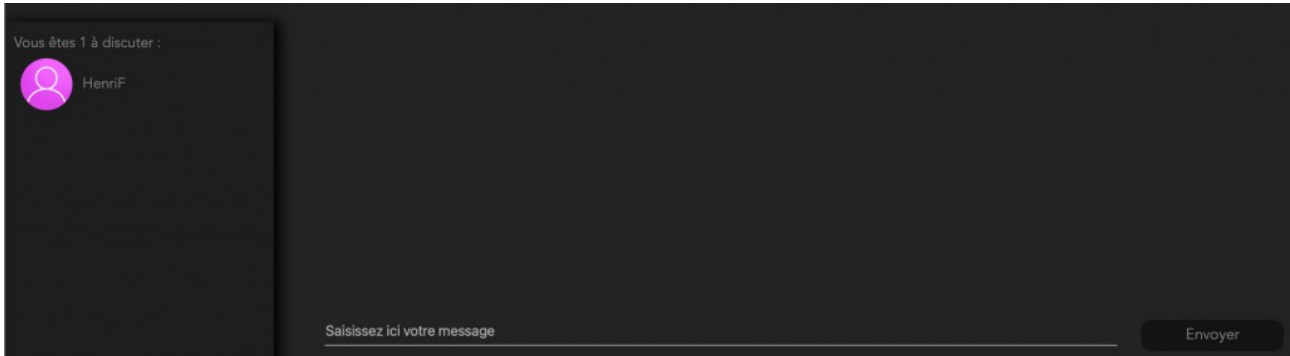 Vous êtes 1 à discuter :
HenriF
Saisissez ici votre message
Envoyer